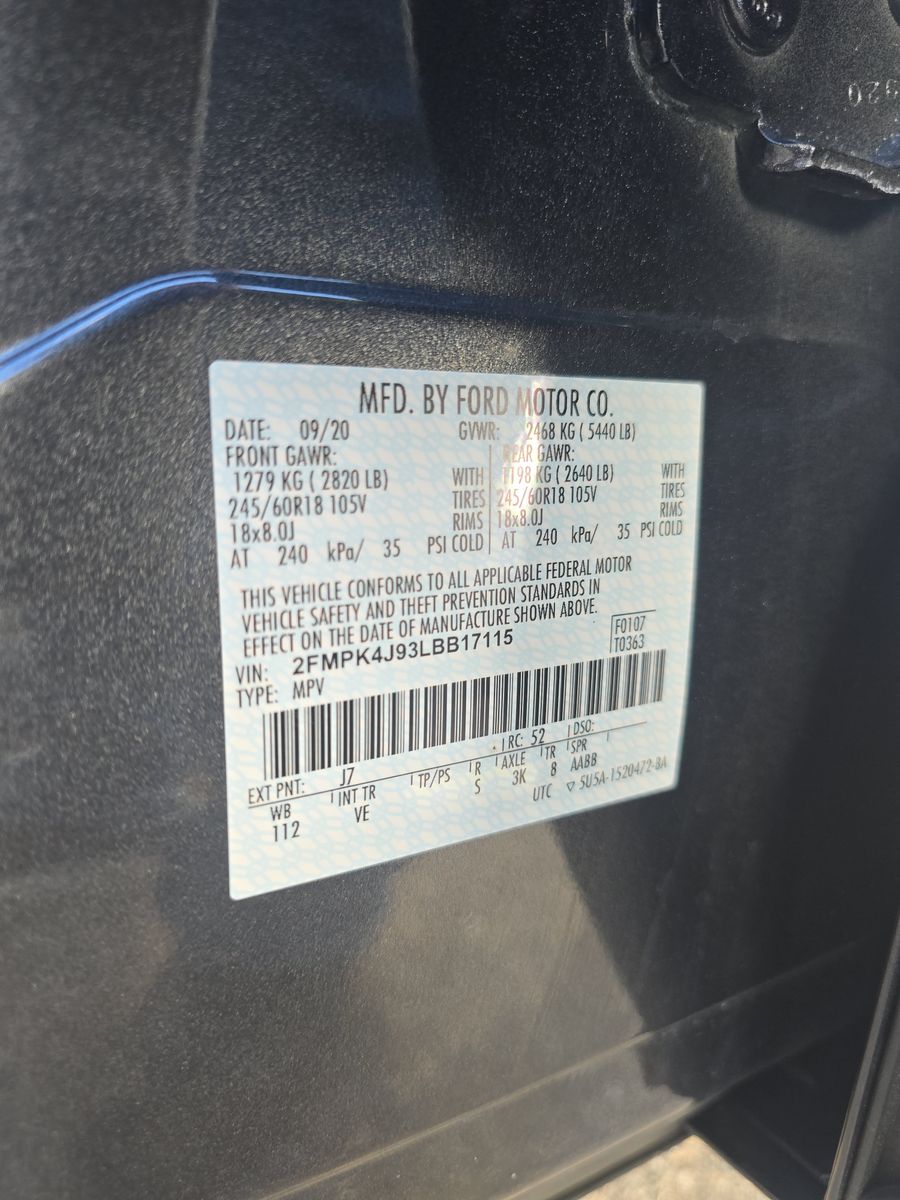 MFD. BY FORD MOTOR CO.
DATE: 09/20 GVWR: 2468 KG ( 5440 LB)
FRONT GAWR: REAR GAWR:
1279 KG ( 2820 LB) WITH 1198 KG ( 2640 LB) WITH
245/60R18 105V TIRES 245/60R18 105V TIRES
18x8.0J RIMS 18x8.0J RIMS
AT 240 kPa/ 35 PSI COLD AT 240 kPa/ 35 PSI COLD
THIS VEHICLE CONFORMS TO ALL APPLICABLE FEDERAL MOTOR
VEHICLE SAFETY AND THEFT PREVENTION STANDARDS IN
EFFECT ON THE DATE OF MANUFACTURE SHOWN ABOVE.
VIN: 2FMPK4J93LBB17115 F0107
TYPE: MPV T0363
EXT PNT: J7 RC: 52 DSO:
WB INT TR TP/PS R AXLE TR SPR
112 VE S 3K 8 AABB
UTC ▽ 5U5A-1520472-BA